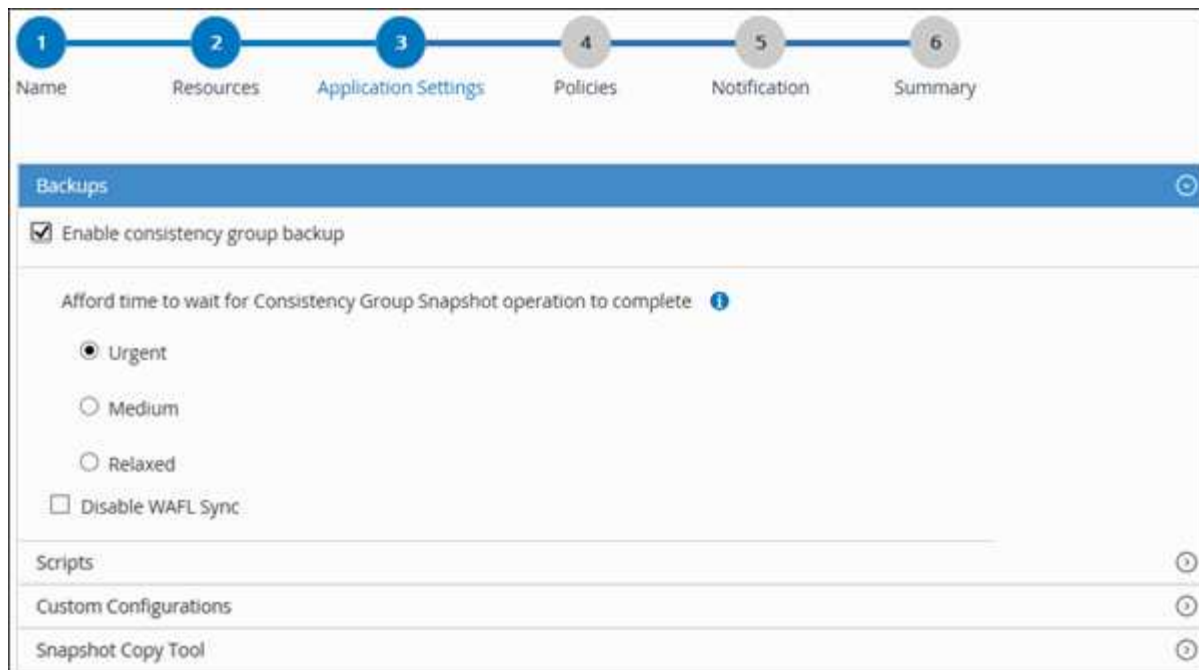 1 2 3 4 5 6
Name Resources Application Settings Policies Notification Summary
Backups
Enable consistency group backup
Afford time to wait for Consistency Group Snapshot operation to complete
Urgent
Medium
Relaxed
Disable WAFL Sync
Scripts
Custom Configurations
Snapshot Copy Tool